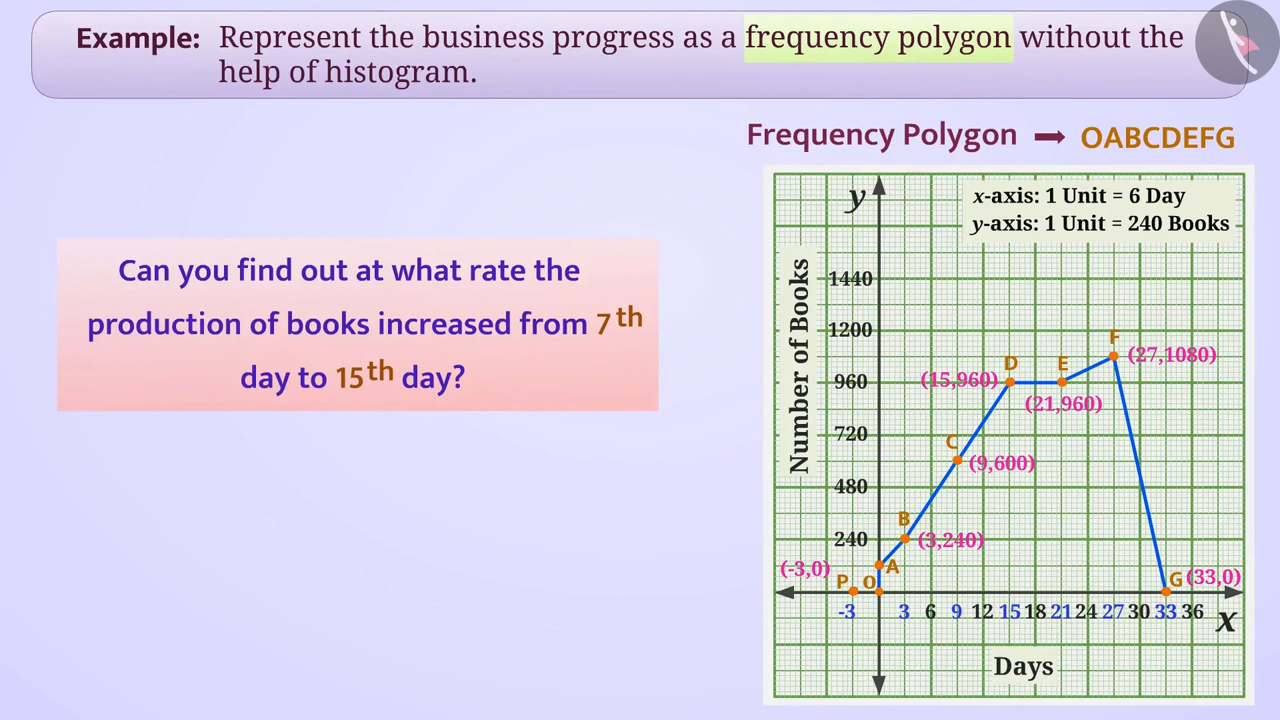 Example: Represent the business progress as a frequency polygon without the
help of histogram.
Frequency Polygon ➡ OABCDEFG
Can you find out at what rate the
production of books increased from 7th
day to 15th day?
y
x-axis: 1 Unit = 6 Day
y-axis: 1 Unit = 240 Books
Number of Books
1440
1200
960
720
480
240
F
(27,1080)
D
E
(15,960)
(21,960)
C
(9,600)
B
(3,240)
A
(-3,0)
P
O
G
(33,0)
-3 3 6 9 12 15 18 21 24 27 30 33 36
x
Days